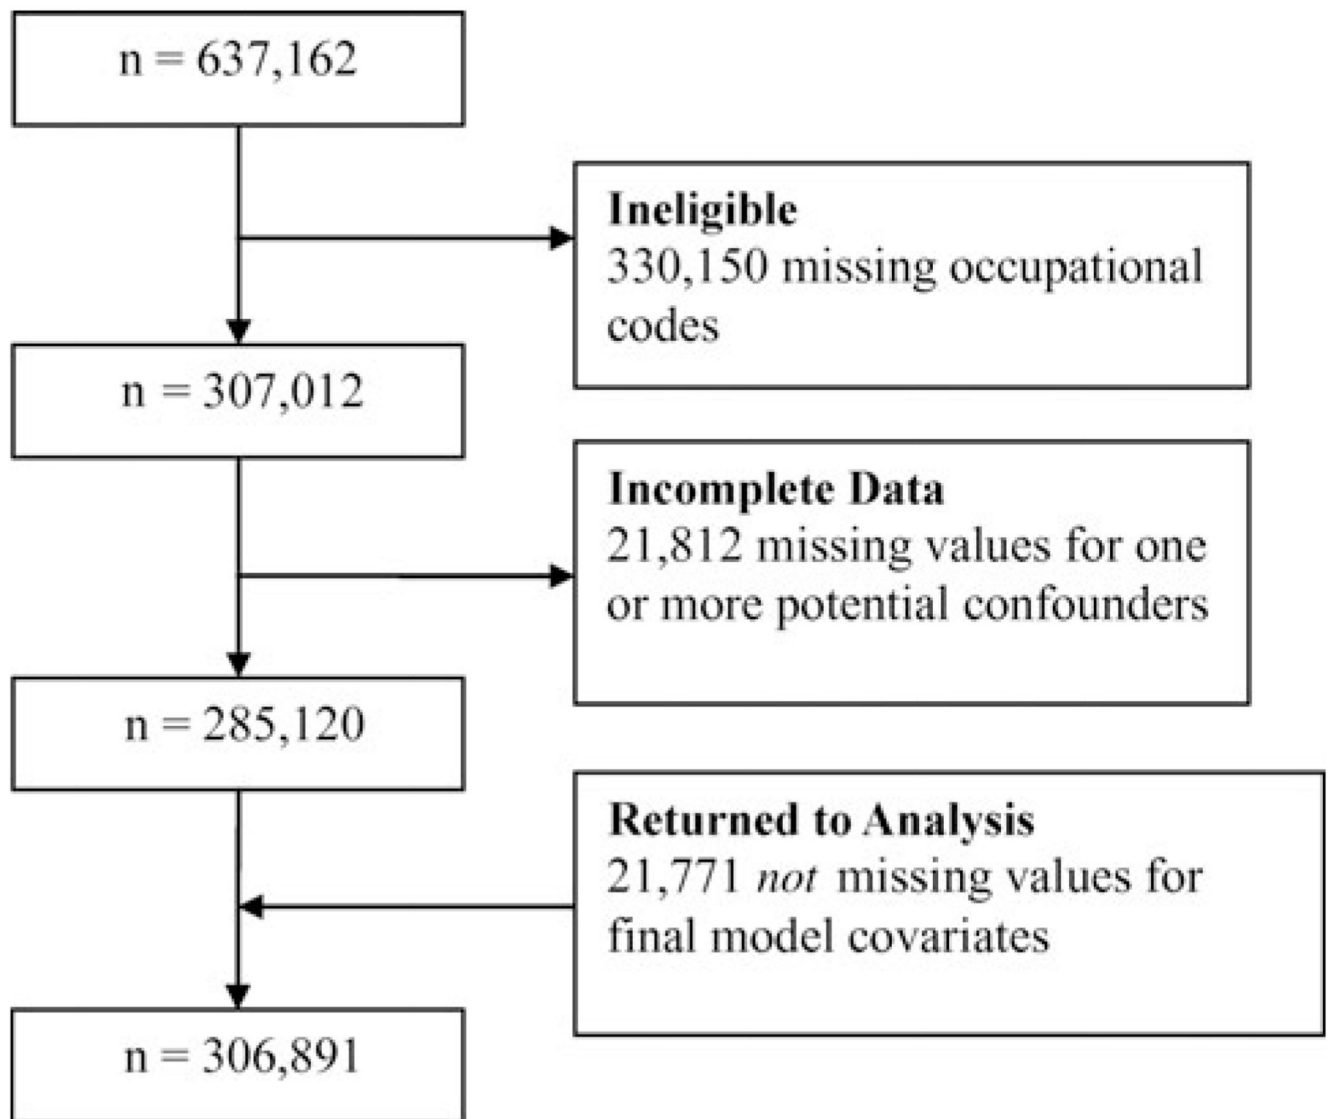 n = 637,162
Ineligible
330,150 missing occupational
codes
n = 307,012
Incomplete Data
21,812 missing values for one
or more potential confounders
n = 285,120
Returned to Analysis
21,771 not missing values for
final model covariates
n = 306,891